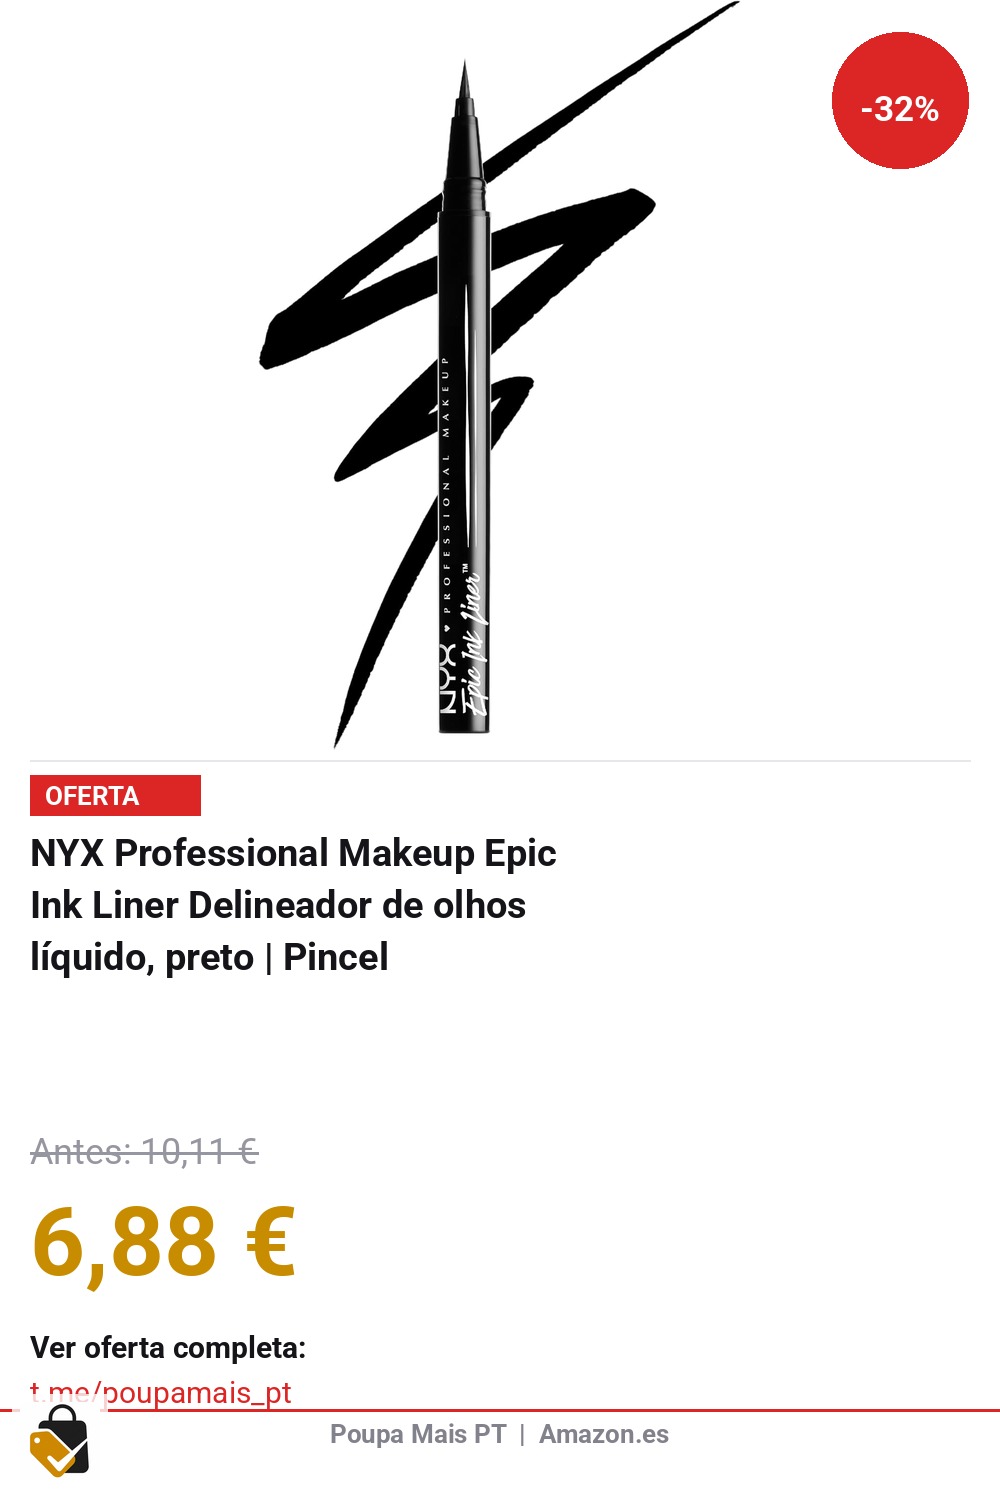 -32%
NYX ♥ PROFESSIONAL MAKEUP
Epic Ink Liner™
OFERTA
NYX Professional Makeup Epic
Ink Liner Delineador de olhos
líquido, preto | Pincel
Antes: 10,11 €
6,88 €
Ver oferta completa:
t.me/poupamais_pt
Poupa Mais PT | Amazon.es